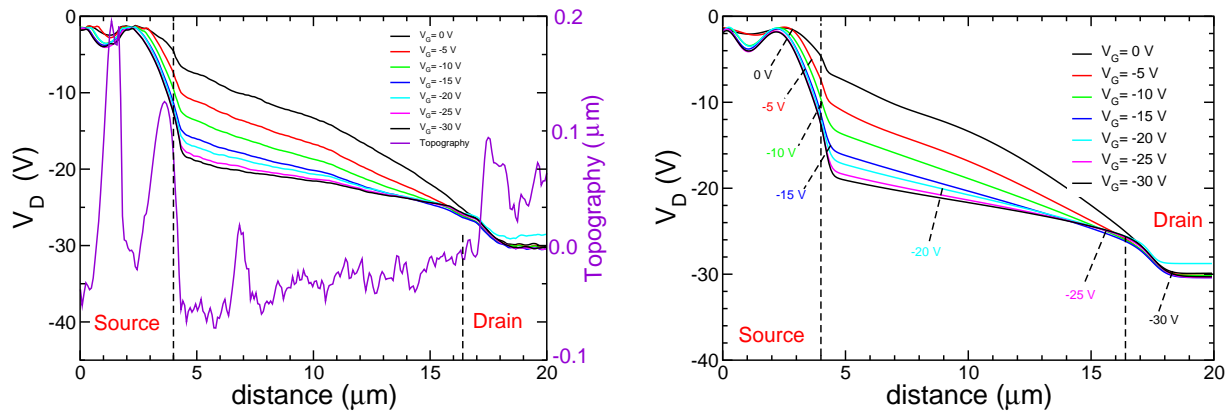 0
-10
-20
-30
-40
V_D (V)
0 5 10 15 20
distance (μm)
0.2
0.1
0.0
-0.1
Topography (μm)
V_G= 0 V
V_G= -5 V
V_G= -10 V
V_G= -15 V
V_G= -20 V
V_G= -25 V
V_G= -30 V
Topography
Source
Drain
0
-10
-20
-30
-40
V_D (V)
0 5 10 15 20
distance (μm)
V_G= 0 V
V_G= -5 V
V_G= -10 V
V_G= -15 V
V_G= -20 V
V_G= -25 V
V_G= -30 V
0 V
-5 V
-10 V
-15 V
-20 V
-25 V
-30 V
Drain
Source